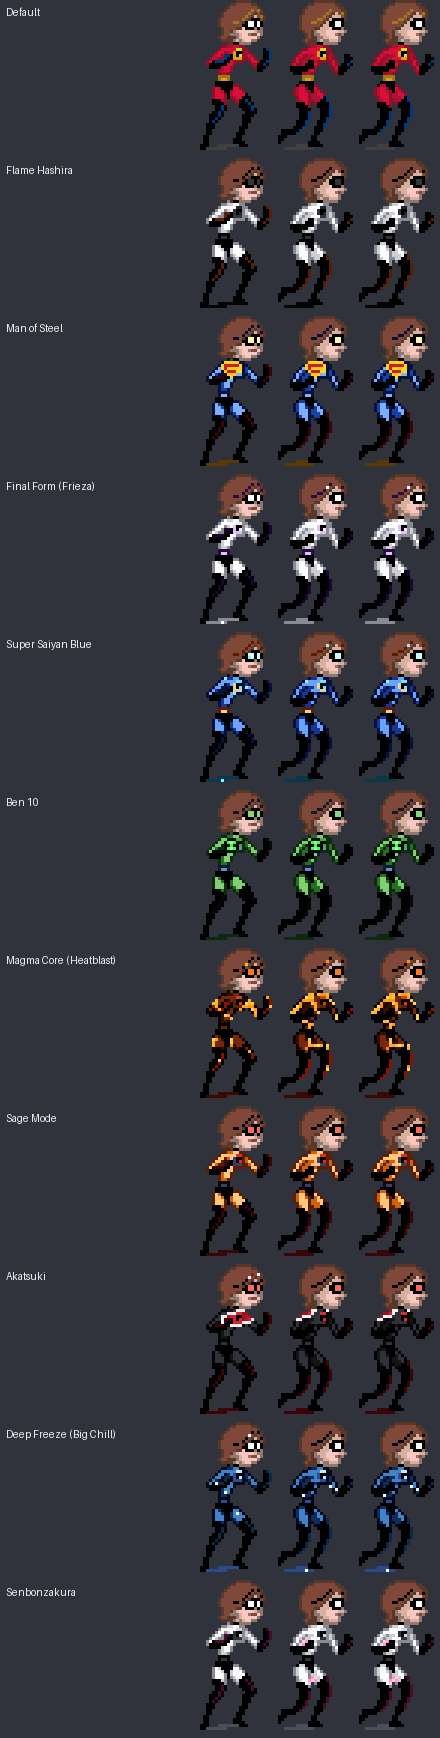 Default
Flame Hashira
Man of Steel
Final Form (Frieza)
Super Saiyan Blue
Ben 10
Magma Core (Heatblast)
Sage Mode
Akatsuki
Deep Freeze (Big Chill)
Senbonzakura